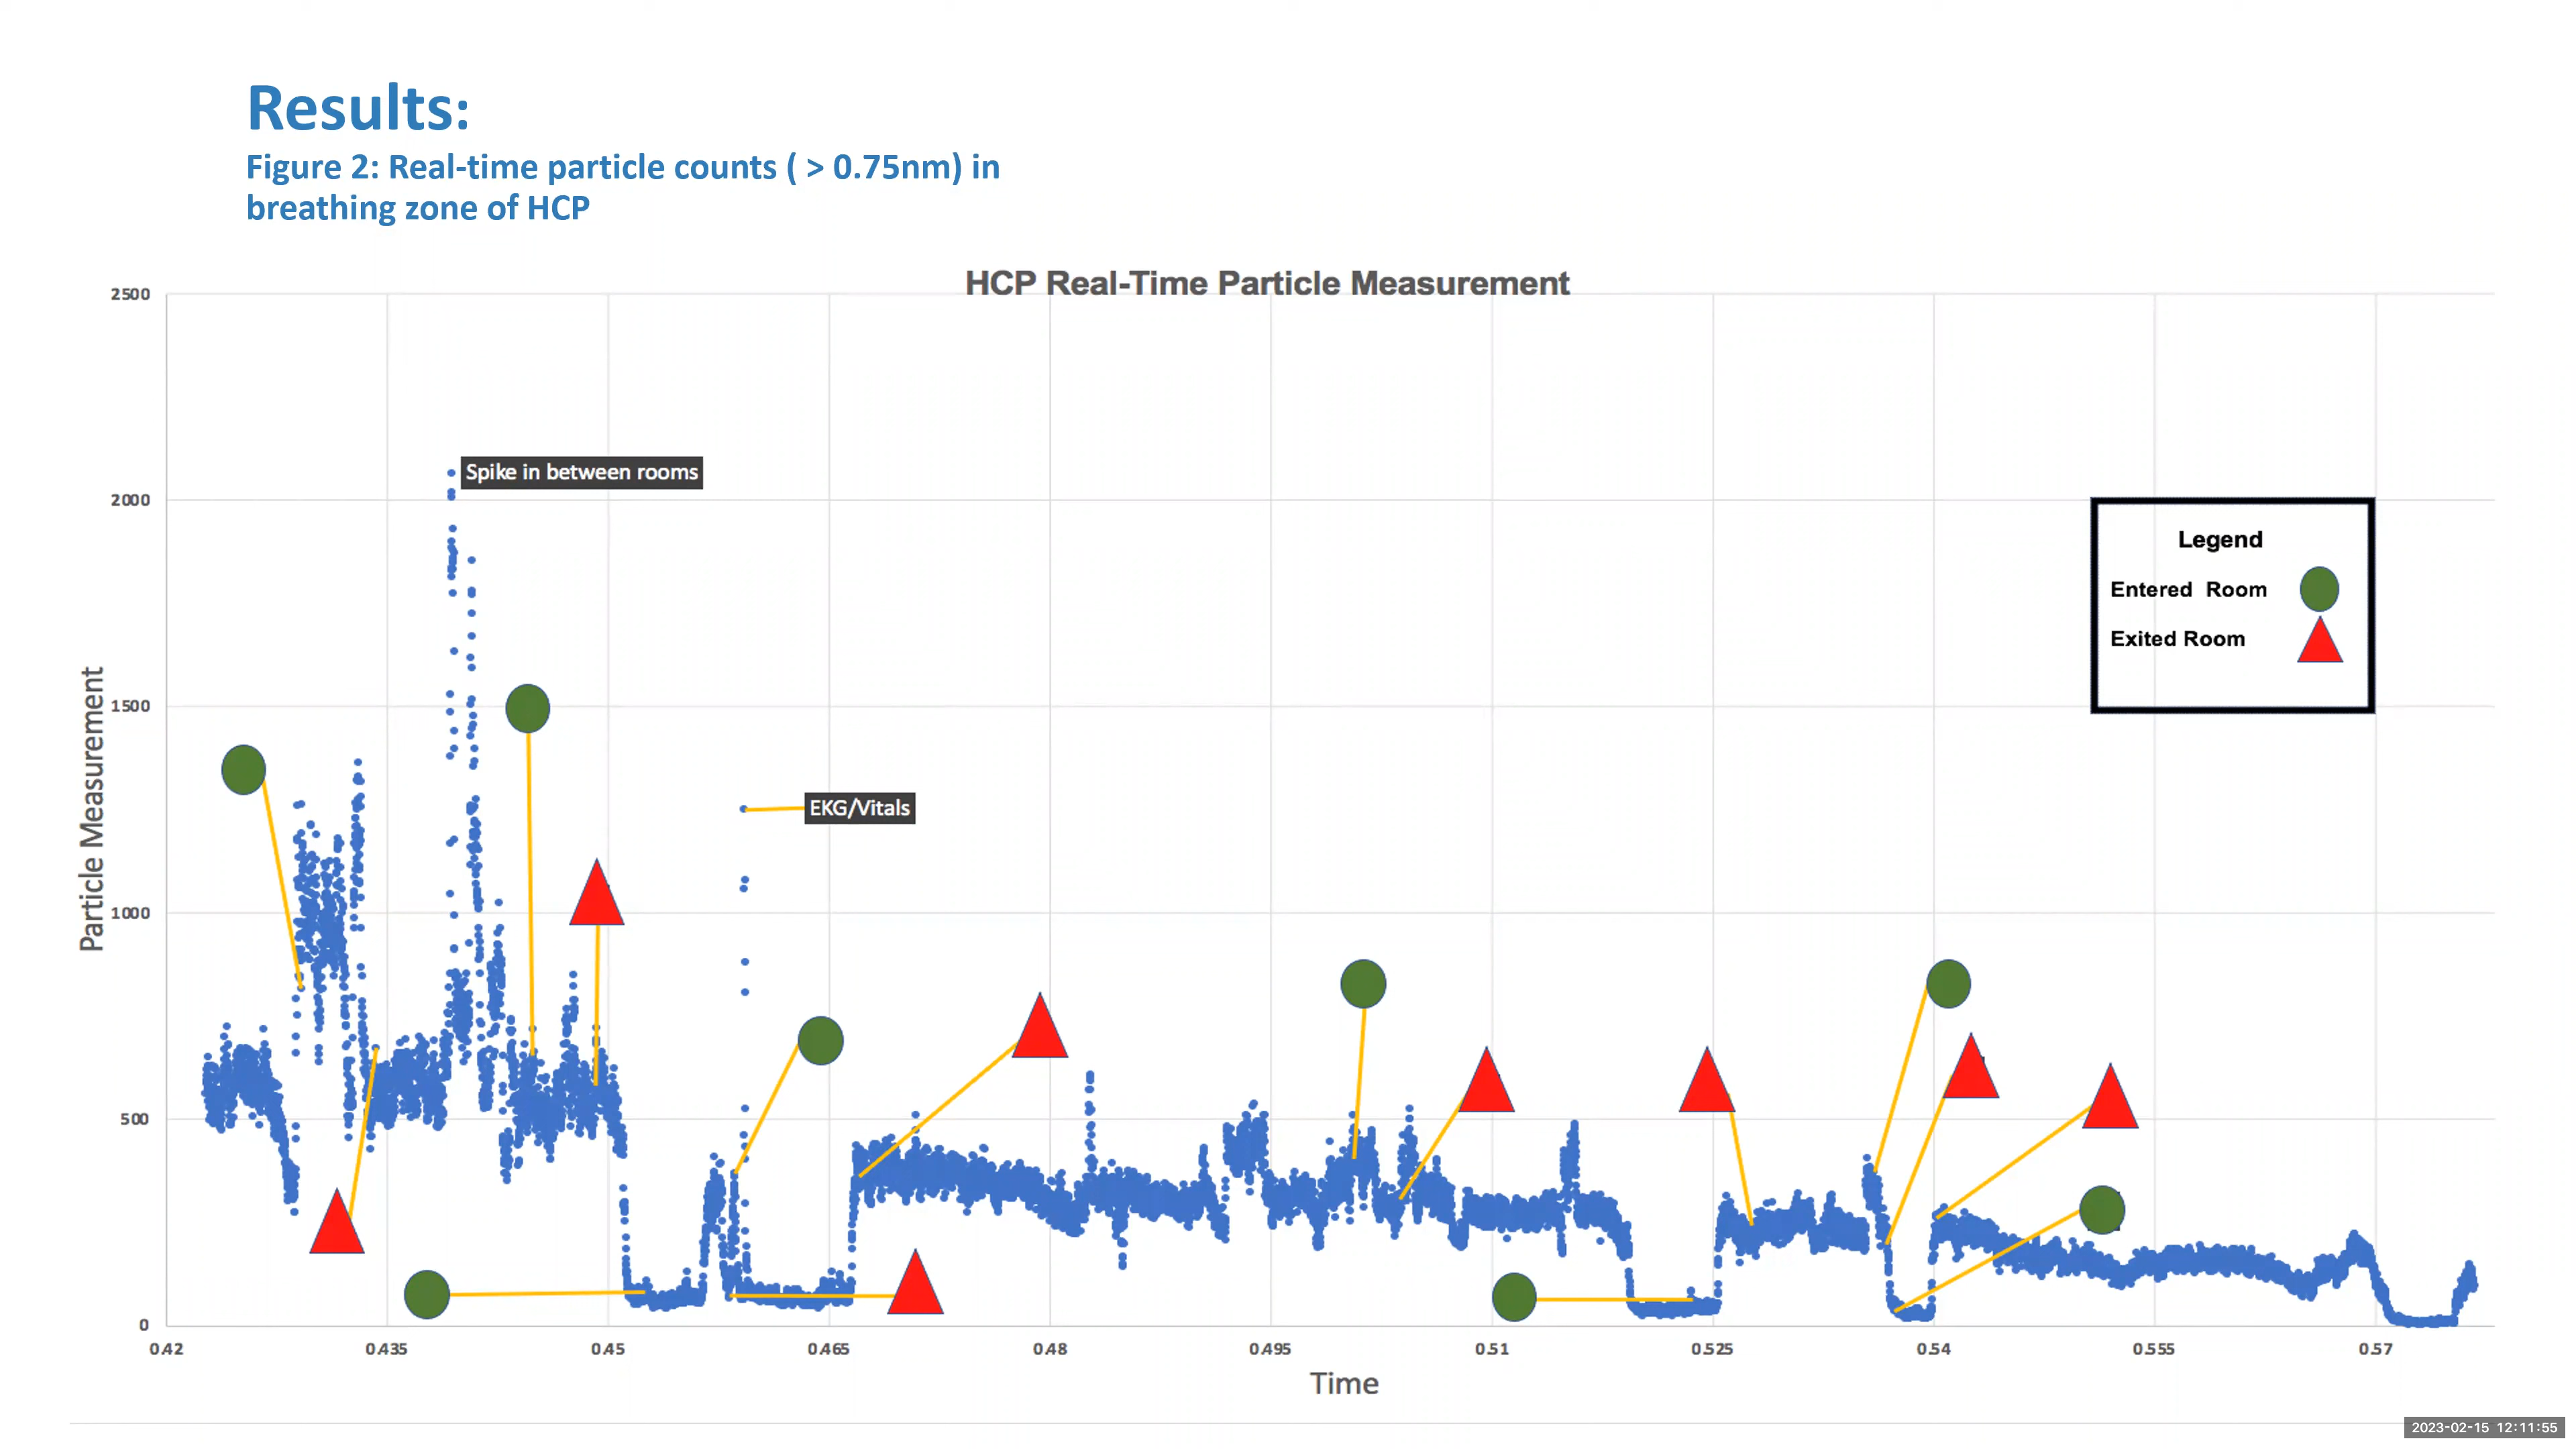 Results:
Figure 2: Real-time particle counts ( > 0.75nm) in
breathing zone of HCP
HCP Real-Time Particle Measurement
2500
2000
1500
1000
500
0
Particle Measurement
Spike in between rooms
EKG/Vitals
Legend
Entered Room
Exited Room
0.42 0.435 0.45 0.465 0.48 0.495 0.51 0.525 0.54 0.555 0.57
Time
2023-02-15 12:11:55